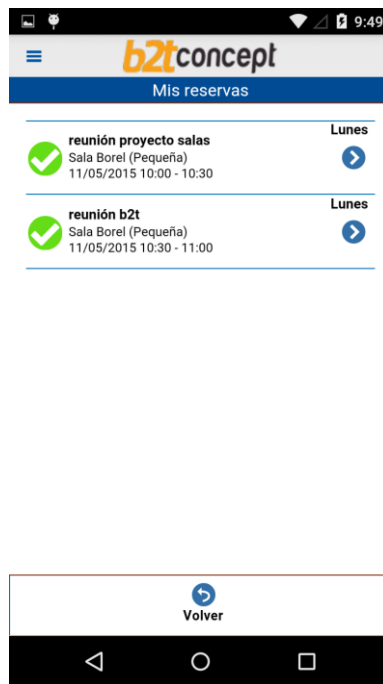 9:49
b2tconcept
Mis reservas
Lunes
reunión proyecto salas
Sala Borel (Pequeña)
11/05/2015 10:00 - 10:30
Lunes
reunión b2t
Sala Borel (Pequeña)
11/05/2015 10:30 - 11:00
Volver